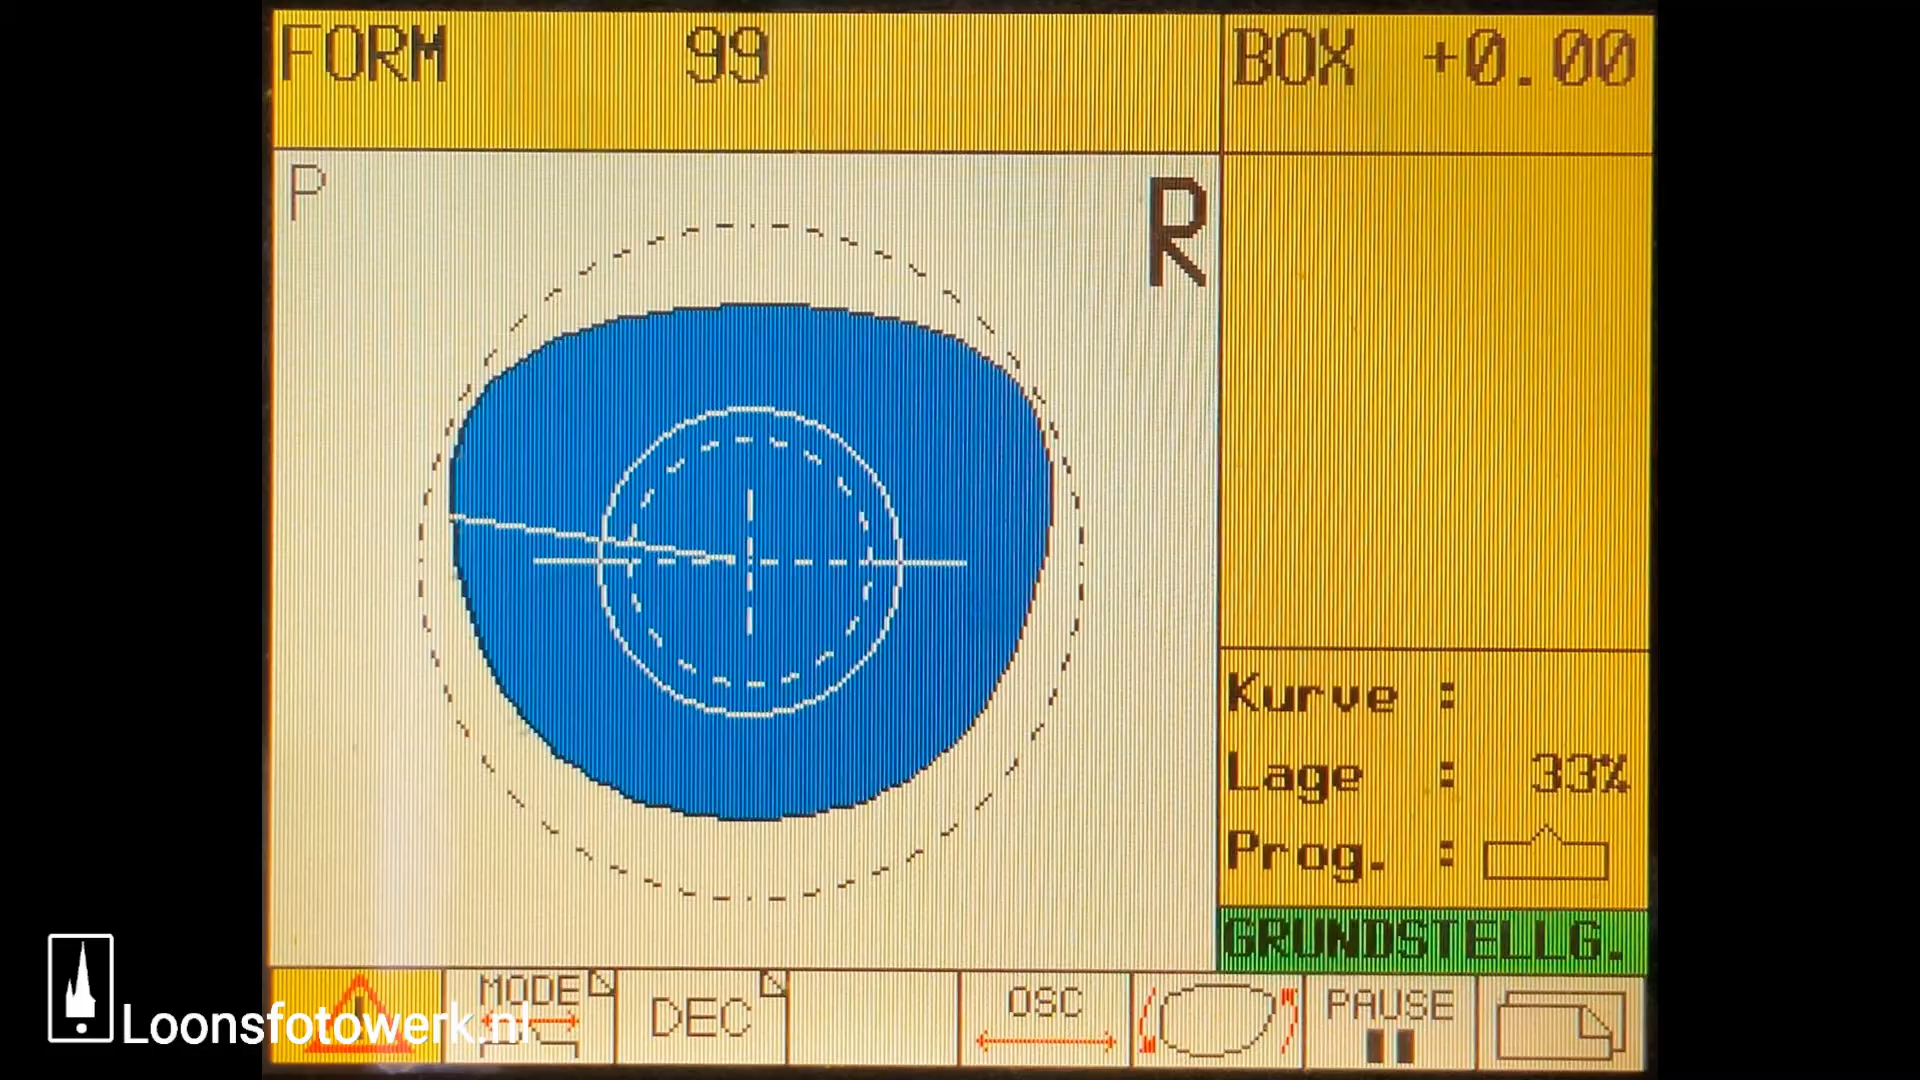 FORM 99
BOX +0.00
P
R
Kurve :
Lage : 33%
Prog. :
GRUNDSTELLG.
MODE
DEC
OSC
PAUSE
Loonsfotowerk.nl